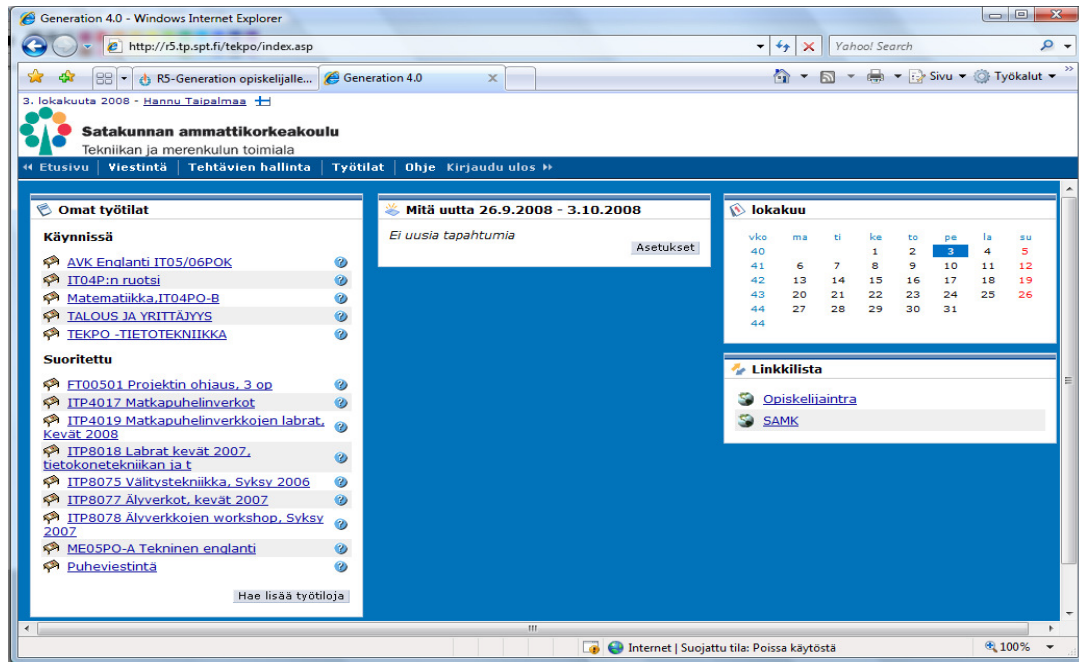 Generation 4.0 - Windows Internet Explorer
http://r5.tp.spt.fi/tekpo/index.asp
Yahoo! Search
R5-Generation opiskelijalle...
Generation 4.0
Sivu
Työkalut
3. lokakuuta 2008 - Hannu Taipalmaa
Satakunnan ammattikorkeakoulu
Tekniikan ja merenkulun toimiala
Etusivu | Viestintä | Tehtävien hallinta | Työtilat | Ohje Kirjaudu ulos
Omat työtilat
Käynnissä
AVK Englanti IT05/06POK
IT04P:n ruotsi
Matematiikka,IT04PO-B
TALOUS JA YRITTÄJYYS
TEKPO -TIETOTEKNIIKKA
Suoritettu
FT00501 Projektin ohjaus, 3 op
ITP4017 Matkapuhelinverkot
ITP4019 Matkapuhelinverkkojen labrat,
Kevät 2008
ITP8018 Labrat kevät 2007,
tietokonetekniikan ja t
ITP8075 Välitystekniikka, Syksy 2006
ITP8077 Älyverkot, kevät 2007
ITP8078 Älyverkkojen workshop, Syksy
2007
ME05PO-A Tekninen englanti
Puheviestintä
Hae lisää työtiloja
Mitä uutta 26.9.2008 - 3.10.2008
Ei uusia tapahtumia
Asetukset
lokakuu
vko ma ti ke to pe la su
40 1 2 3 4 5
41 6 7 8 9 10 11 12
42 13 14 15 16 17 18 19
43 20 21 22 23 24 25 26
44 27 28 29 30 31
44
Linkkilista
Opiskelijaintra
SAMK
Internet | Suojattu tila: Poissa käytöstä
100%